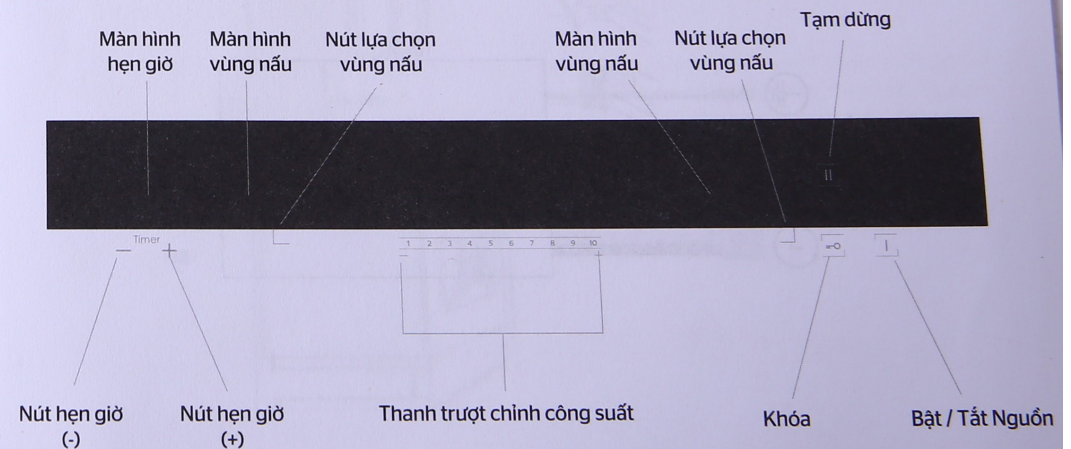 Tạm dừng
Màn hình
hẹn giờ
Màn hình
vùng nấu
Nút lựa chọn
vùng nấu
Màn hình
vùng nấu
Nút lựa chọn
vùng nấu
Timer
1 2 3 4 5 6 7 8 9 10
Nút hẹn giờ
(-)
Nút hẹn giờ
(+)
Thanh trượt chỉnh công suất
Khóa
Bật / Tắt Nguồn